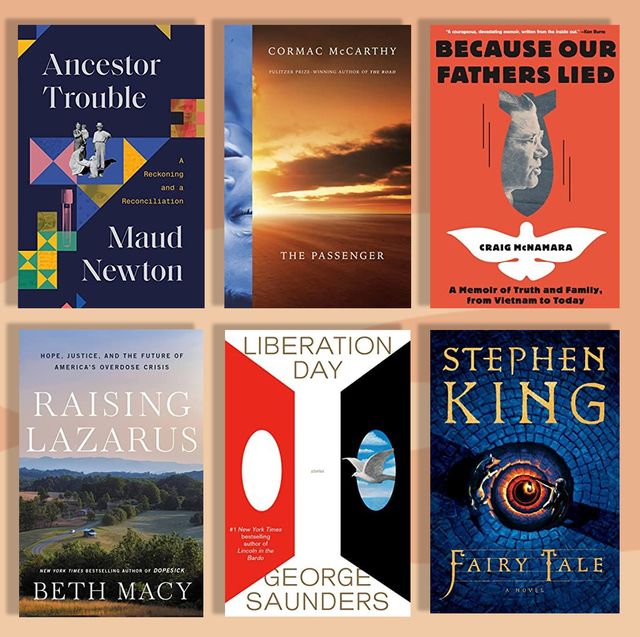 Ancestor
Trouble
A
Reckoning
and a
Reconciliation
Maud
Newton
CORMAC McCARTHY
PULITZER PRIZE–WINNING AUTHOR OF THE ROAD
THE PASSENGER
"A courageous, devastating memoir, written from the inside out." —Ken Burns
BECAUSE OUR
FATHERS LIED
CRAIG McNAMARA
A Memoir of Truth and Family,
from Vietnam to Today
HOPE, JUSTICE, AND THE FUTURE OF
AMERICA'S OVERDOSE CRISIS
RAISING
LAZARUS
NEW YORK TIMES BESTSELLING AUTHOR OF DOPESICK
BETH MACY
LIBERATION
DAY
stories
#1 New York Times
bestselling
author of
Lincoln in the
Bardo
GEORGE
SAUNDERS
STEPHEN
KING
FAIRY TALE
A NOVEL